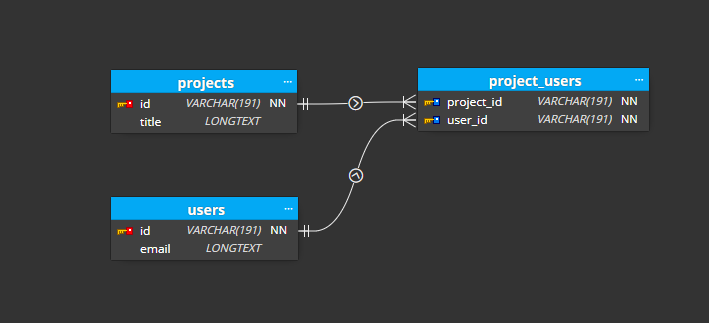 projects ...
id VARCHAR(191) NN
title LONGTEXT
project_users ...
project_id VARCHAR(191) NN
user_id VARCHAR(191) NN
users ...
id VARCHAR(191) NN
email LONGTEXT